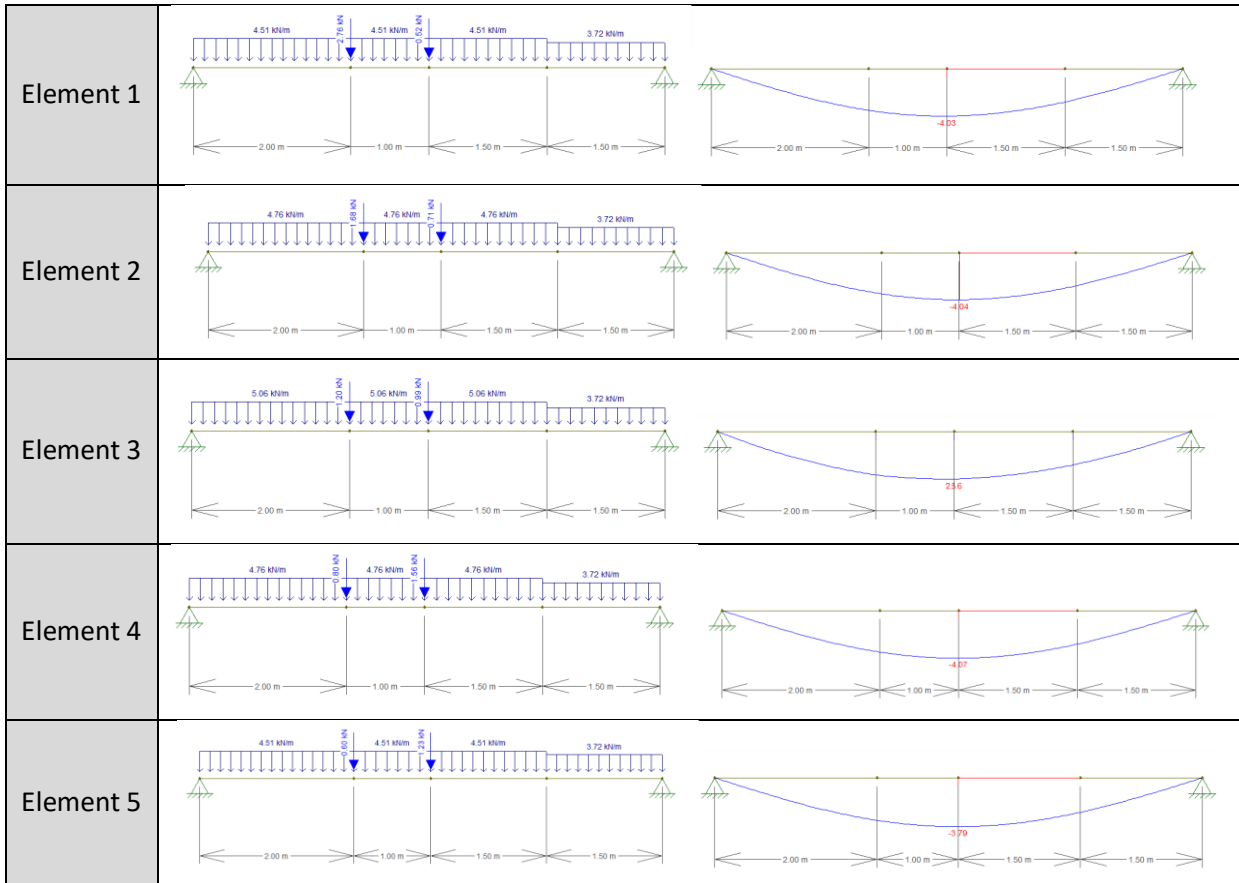 Element 1
4.51 kN/m 2.76 kN 4.51 kN/m 0.52 kN 4.51 kN/m 3.72 kN/m
2.00 m 1.00 m 1.50 m 1.50 m
-4.03
2.00 m 1.00 m 1.50 m 1.50 m
Element 2
4.76 kN/m 1.68 kN 4.76 kN/m 0.71 kN 4.76 kN/m 3.72 kN/m
2.00 m 1.00 m 1.50 m 1.50 m
-4.04
2.00 m 1.00 m 1.50 m 1.50 m
Element 3
5.06 kN/m 1.20 kN 5.06 kN/m 0.99 kN 5.06 kN/m 3.72 kN/m
2.00 m 1.00 m 1.50 m 1.50 m
23.6
2.00 m 1.00 m 1.50 m 1.50 m
Element 4
4.76 kN/m 0.80 kN 4.76 kN/m 1.56 kN 4.76 kN/m 3.72 kN/m
2.00 m 1.00 m 1.50 m 1.50 m
-4.07
2.00 m 1.00 m 1.50 m 1.50 m
Element 5
4.51 kN/m 0.60 kN 4.51 kN/m 1.23 kN 4.51 kN/m 3.72 kN/m
2.00 m 1.00 m 1.50 m 1.50 m
-3.79
2.00 m 1.00 m 1.50 m 1.50 m